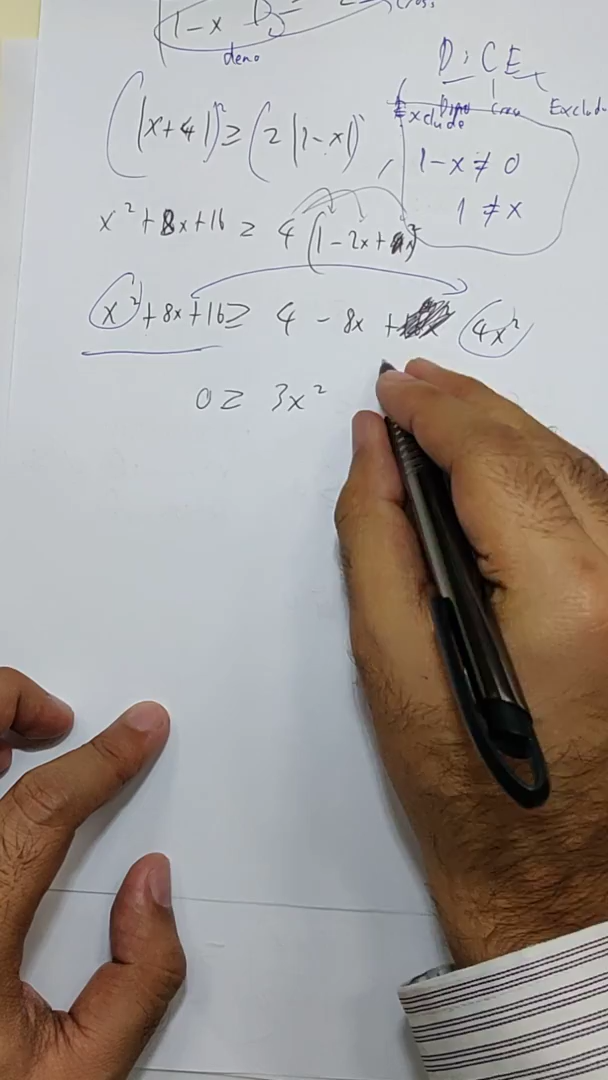 1-x
deno
D i C E x
Exclude
Exclude
(|x+4|)² ≥ (2|1-x|)²
1-x ≠ 0
1 ≠ x
x² + 8x + 16 ≥ 4 (1 - 2x + x²)
x² + 8x + 16 ≥ 4 - 8x + 4x²
0 ≥ 3x²